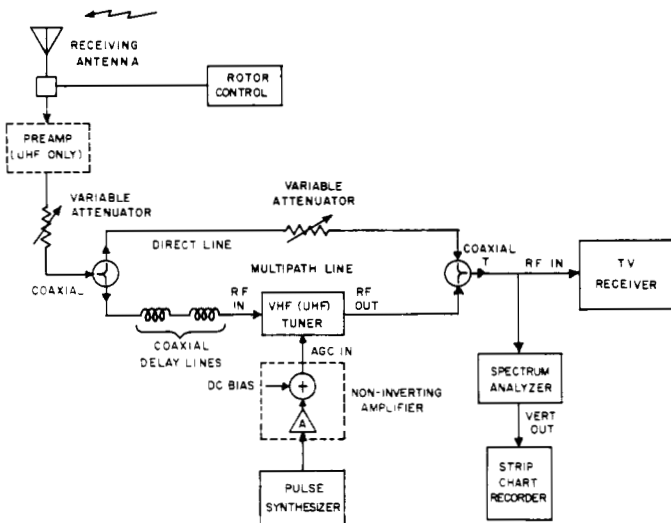 RECEIVING
ANTENNA
ROTOR
CONTROL
PREAMP
(UHF ONLY)
VARIABLE
ATTENUATOR
VARIABLE
ATTENUATOR
DIRECT LINE
COAXIAL
T
COAXIAL
MULTIPATH LINE
RF IN
TV
RECEIVER
RF
IN
VHF (UHF)
TUNER
RF
OUT
COAXIAL
DELAY LINES
AGC IN
DC BIAS
+
NON-INVERTING
AMPLIFIER
A
SPECTRUM
ANALYZER
VERT
OUT
PULSE
SYNTHESIZER
STRIP
CHART
RECORDER